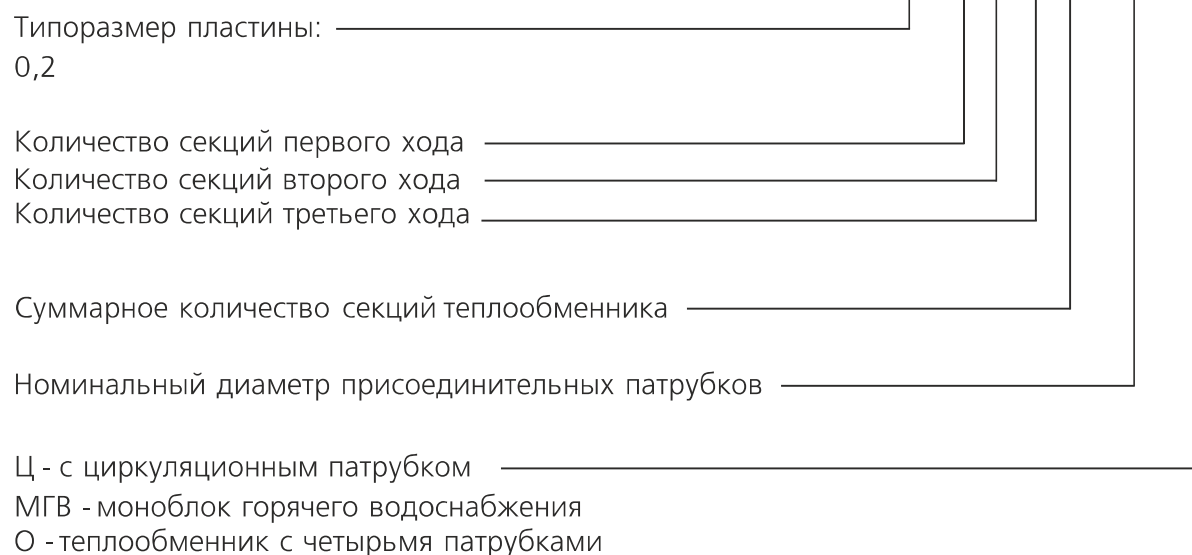 Типоразмер пластины:
0,2
Количество секций первого хода
Количество секций второго хода
Количество секций третьего хода
Суммарное количество секций теплообменника
Номинальный диаметр присоединительных патрубков
Ц - с циркуляционным патрубком
МГВ - моноблок горячего водоснабжения
О - теплообменник с четырьмя патрубками